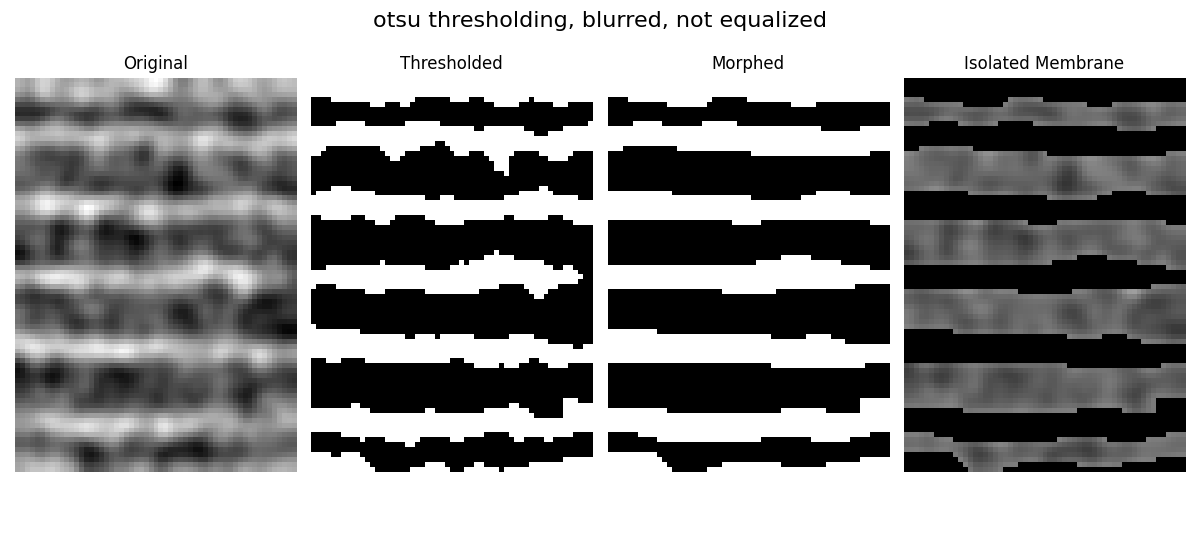 otsu thresholding, blurred, not equalized
Original
Thresholded
Morphed
Isolated Membrane